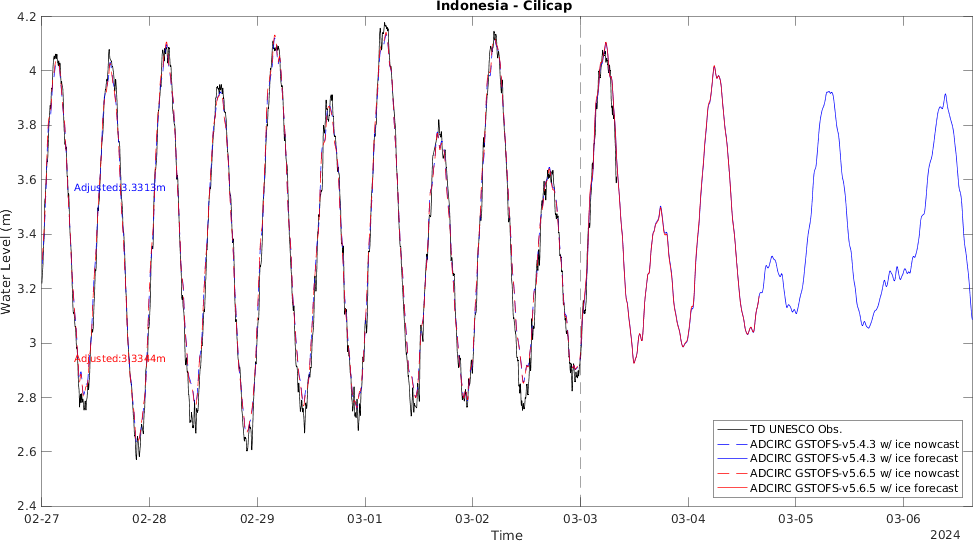 Indonesia - Cilicap
4.2
4
3.8
3.6
3.4
3.2
3
2.8
2.6
2.4
Water Level (m)
Adjusted:3.3313m
Adjusted:3.3344m
TD UNESCO Obs.
ADCIRC GSTOFS-v5.4.3 w/ ice nowcast
ADCIRC GSTOFS-v5.4.3 w/ ice forecast
ADCIRC GSTOFS-v5.6.5 w/ ice nowcast
ADCIRC GSTOFS-v5.6.5 w/ ice forecast
02-27 02-28 02-29 03-01 03-02 03-03 03-04 03-05 03-06
Time
2024